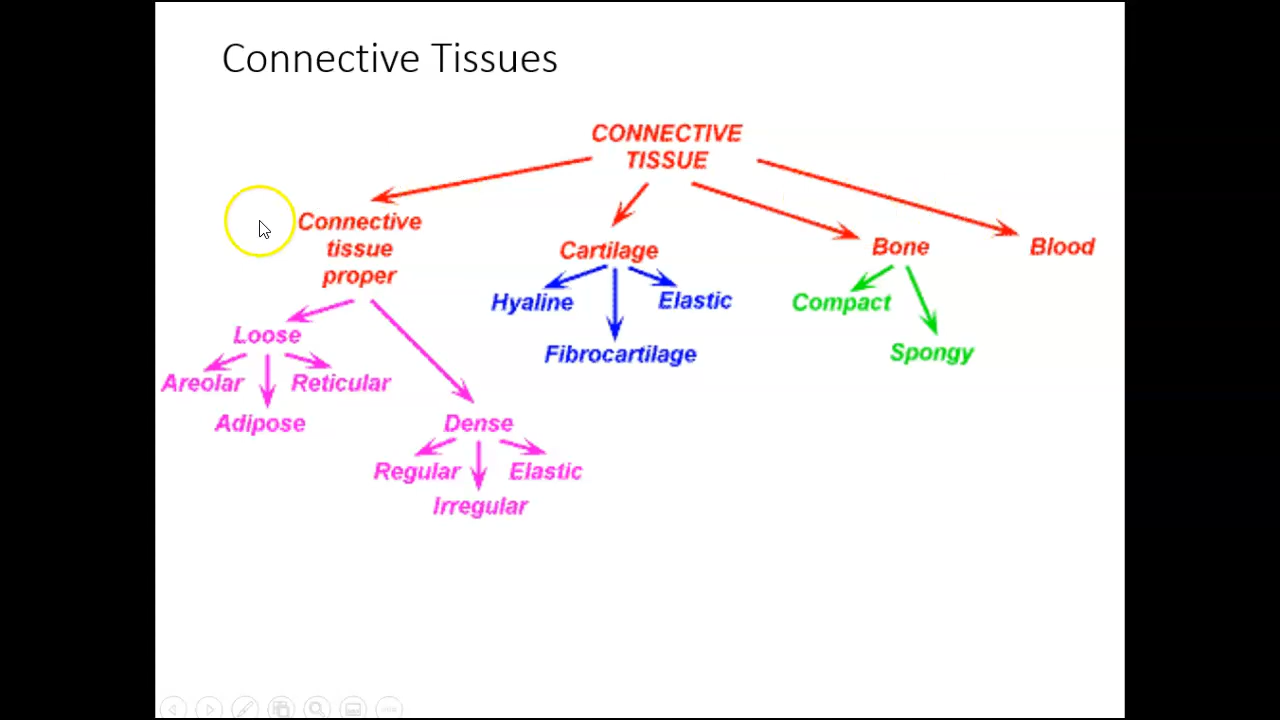 Connective Tissues
CONNECTIVE
TISSUE
Connective
tissue
proper
Cartilage
Bone
Blood
Hyaline
Elastic
Fibrocartilage
Compact
Spongy
Loose
Areolar
Reticular
Adipose
Dense
Regular
Elastic
Irregular